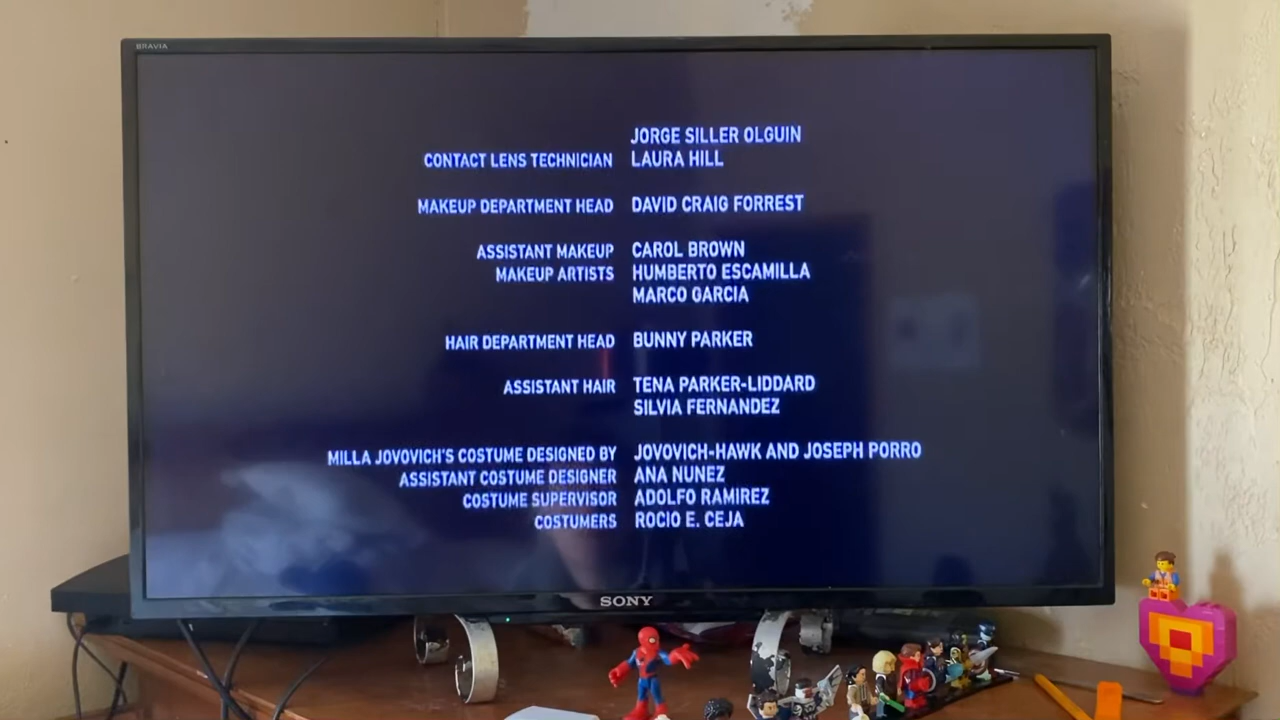 BRAVIA
JORGE SILLER OLGUIN
CONTACT LENS TECHNICIAN LAURA HILL
MAKEUP DEPARTMENT HEAD DAVID CRAIG FORREST
ASSISTANT MAKEUP CAROL BROWN
MAKEUP ARTISTS HUMBERTO ESCAMILLA
MARCO GARCIA
HAIR DEPARTMENT HEAD BUNNY PARKER
ASSISTANT HAIR TENA PARKER-LIDDARD
SILVIA FERNANDEZ
MILLA JOVOVICH'S COSTUME DESIGNED BY JOVOVICH-HAWK AND JOSEPH PORRO
ASSISTANT COSTUME DESIGNER ANA NUNEZ
COSTUME SUPERVISOR ADOLFO RAMIREZ
COSTUMERS ROCIO E. CEJA
SONY